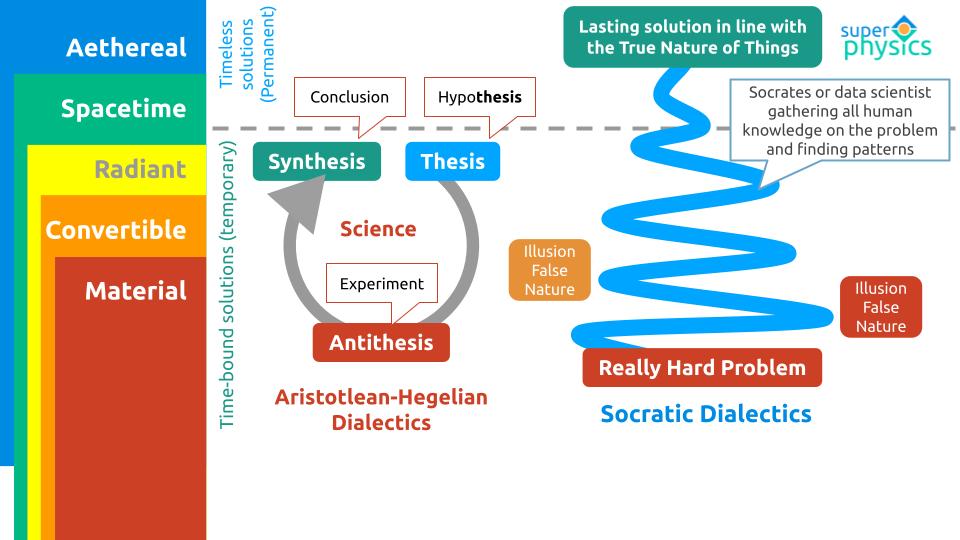 Aethereal
Spacetime
Radiant
Convertible
Material
Timeless
solutions
(Permanent)
Time-bound solutions (temporary)
Conclusion
Hypothesis
Synthesis
Thesis
Science
Experiment
Antithesis
Aristotlean-Hegelian
Dialectics
Lasting solution in line with
the True Nature of Things
super
physics
Socrates or data scientist
gathering all human
knowledge on the problem
and finding patterns
Illusion
False
Nature
Illusion
False
Nature
Really Hard Problem
Socratic Dialectics